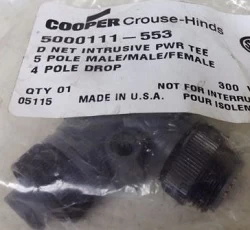 COOPER Crouse-Hinds
5000111-553
D NET INTRUSIVE PWR TEE
5 POLE MALE/MALE/FEMALE
4 POLE DROP
QTY 01
300
05115
MADE IN U.S.A.
NOT FOR INTERRU
POUR ISOLEM